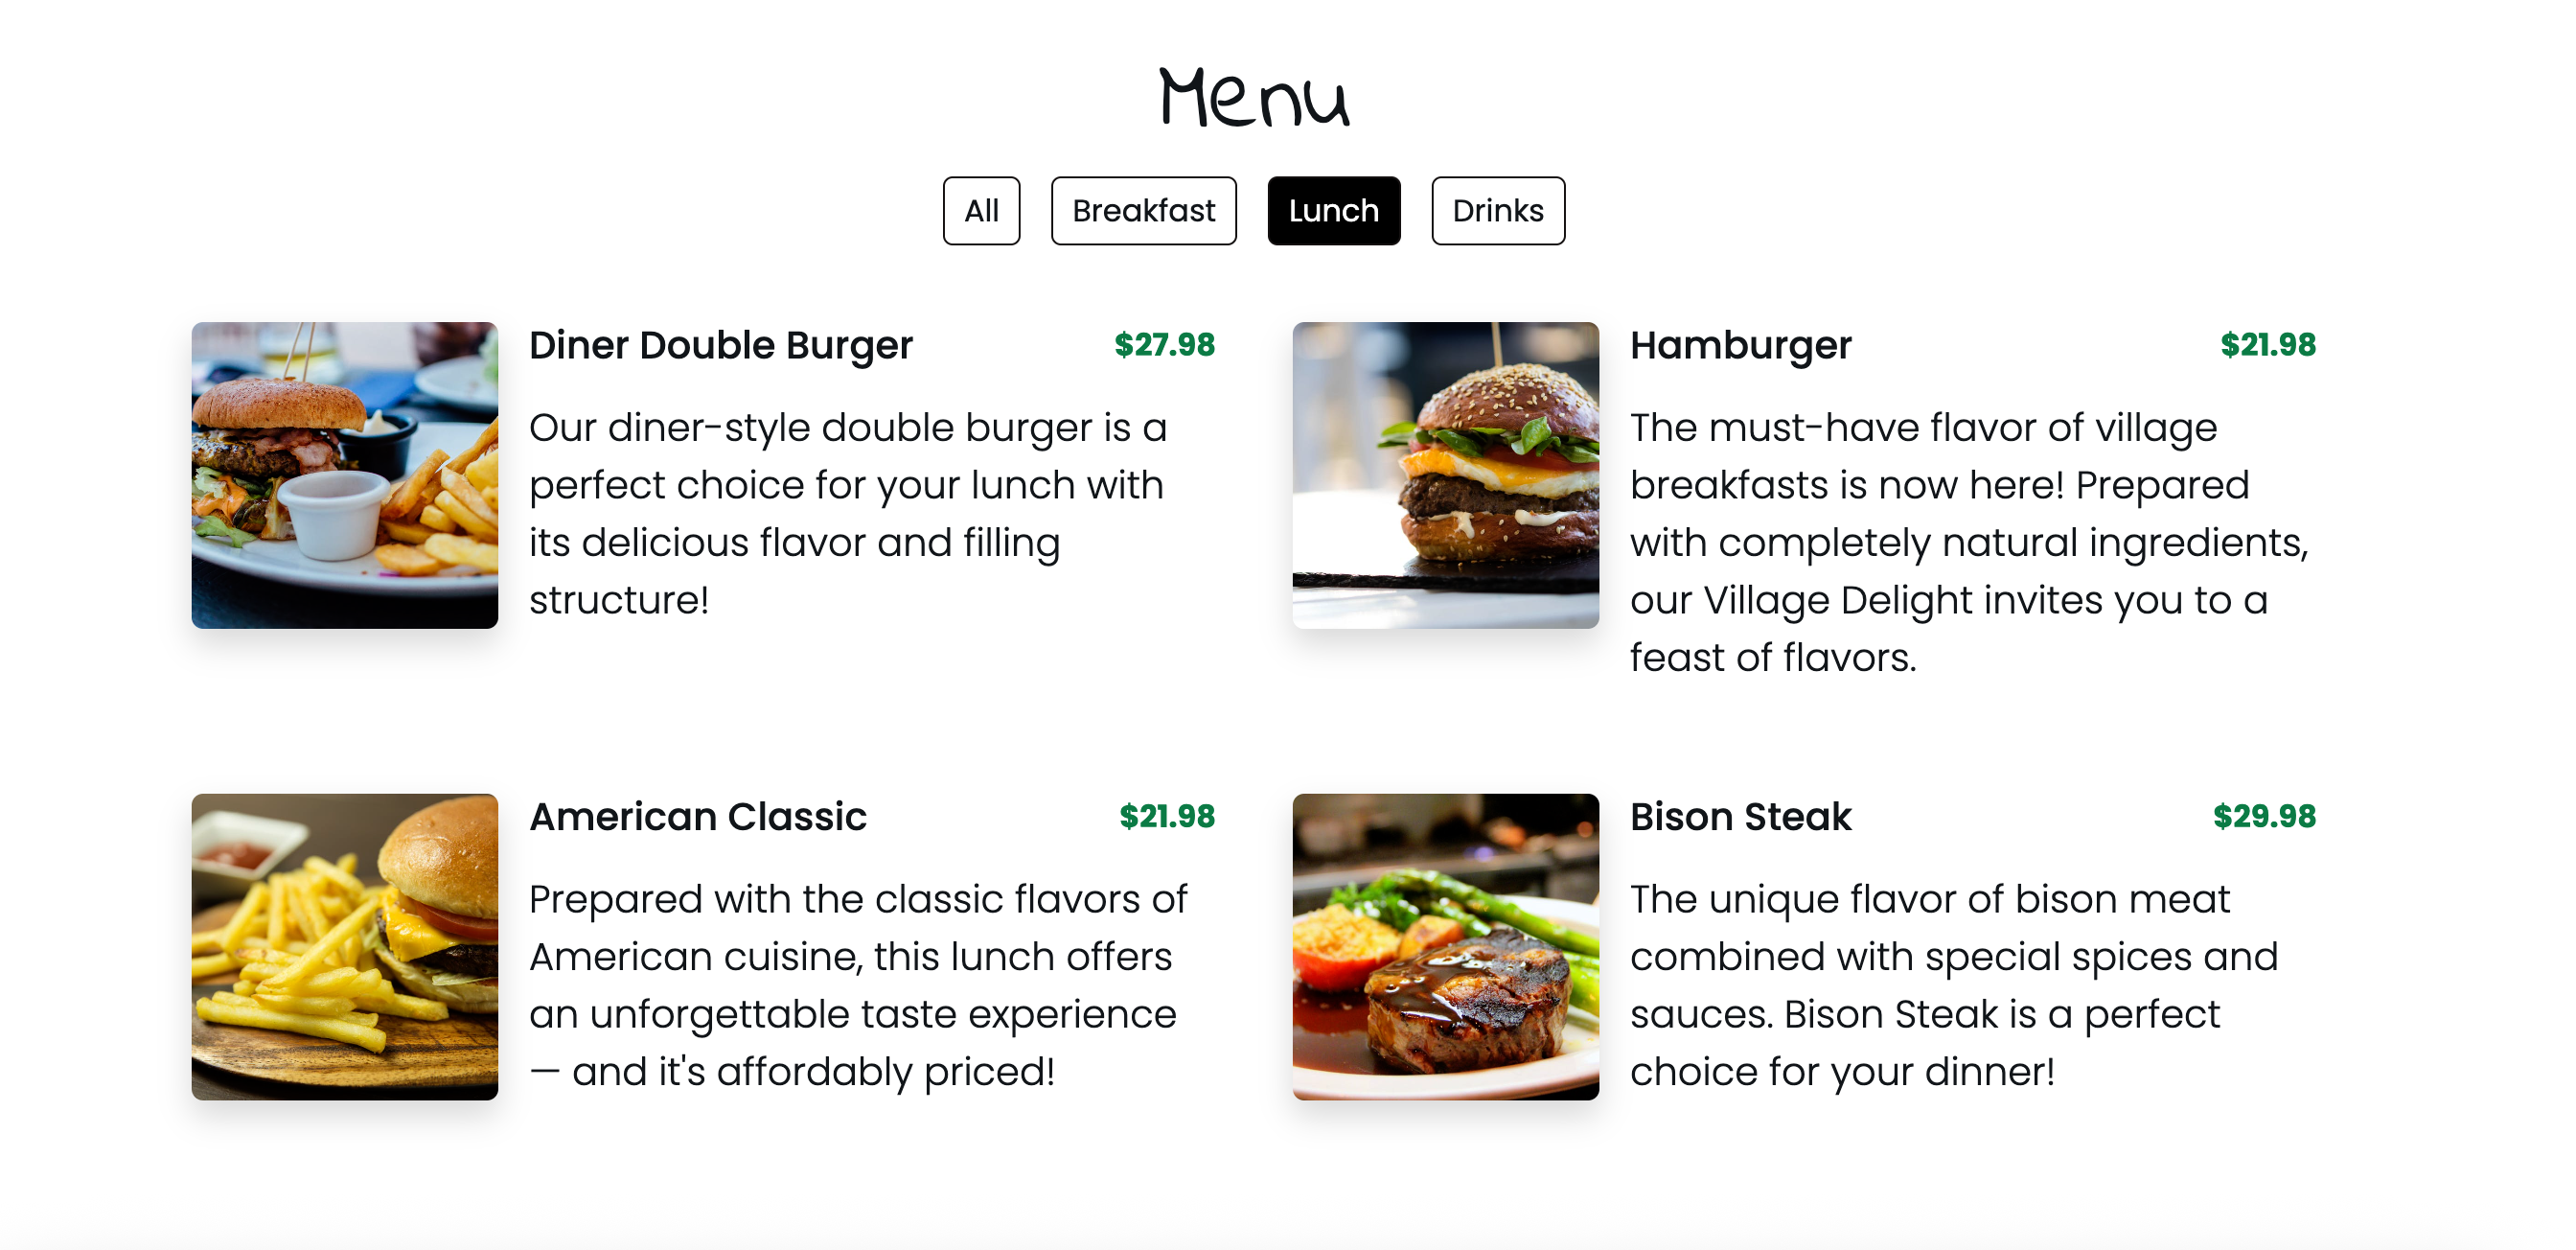 Menu
All
Breakfast
Lunch
Drinks
Diner Double Burger
$27.98
Our diner-style double burger is a
perfect choice for your lunch with
its delicious flavor and filling
structure!
Hamburger
$21.98
The must-have flavor of village
breakfasts is now here! Prepared
with completely natural ingredients,
our Village Delight invites you to a
feast of flavors.
American Classic
$21.98
Prepared with the classic flavors of
American cuisine, this lunch offers
an unforgettable taste experience
— and it's affordably priced!
Bison Steak
$29.98
The unique flavor of bison meat
combined with special spices and
sauces. Bison Steak is a perfect
choice for your dinner!